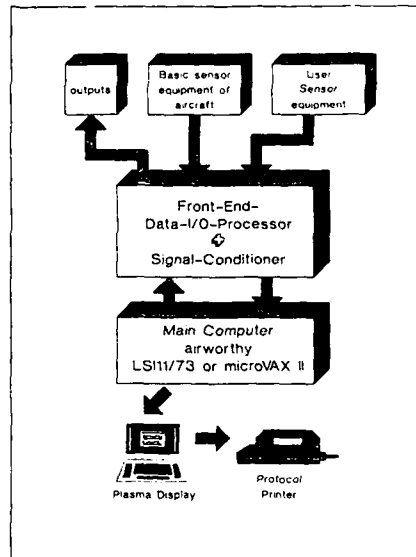 outputs
Basic sensor
equipment of
aircraft
User
Sensor
equipment
Front-End-
Data-I/O-Processor
+
Signal-Conditioner
Main Computer
airworthy
LSI11/73 or microVAX II
Plasma Display
Protocal
Printer